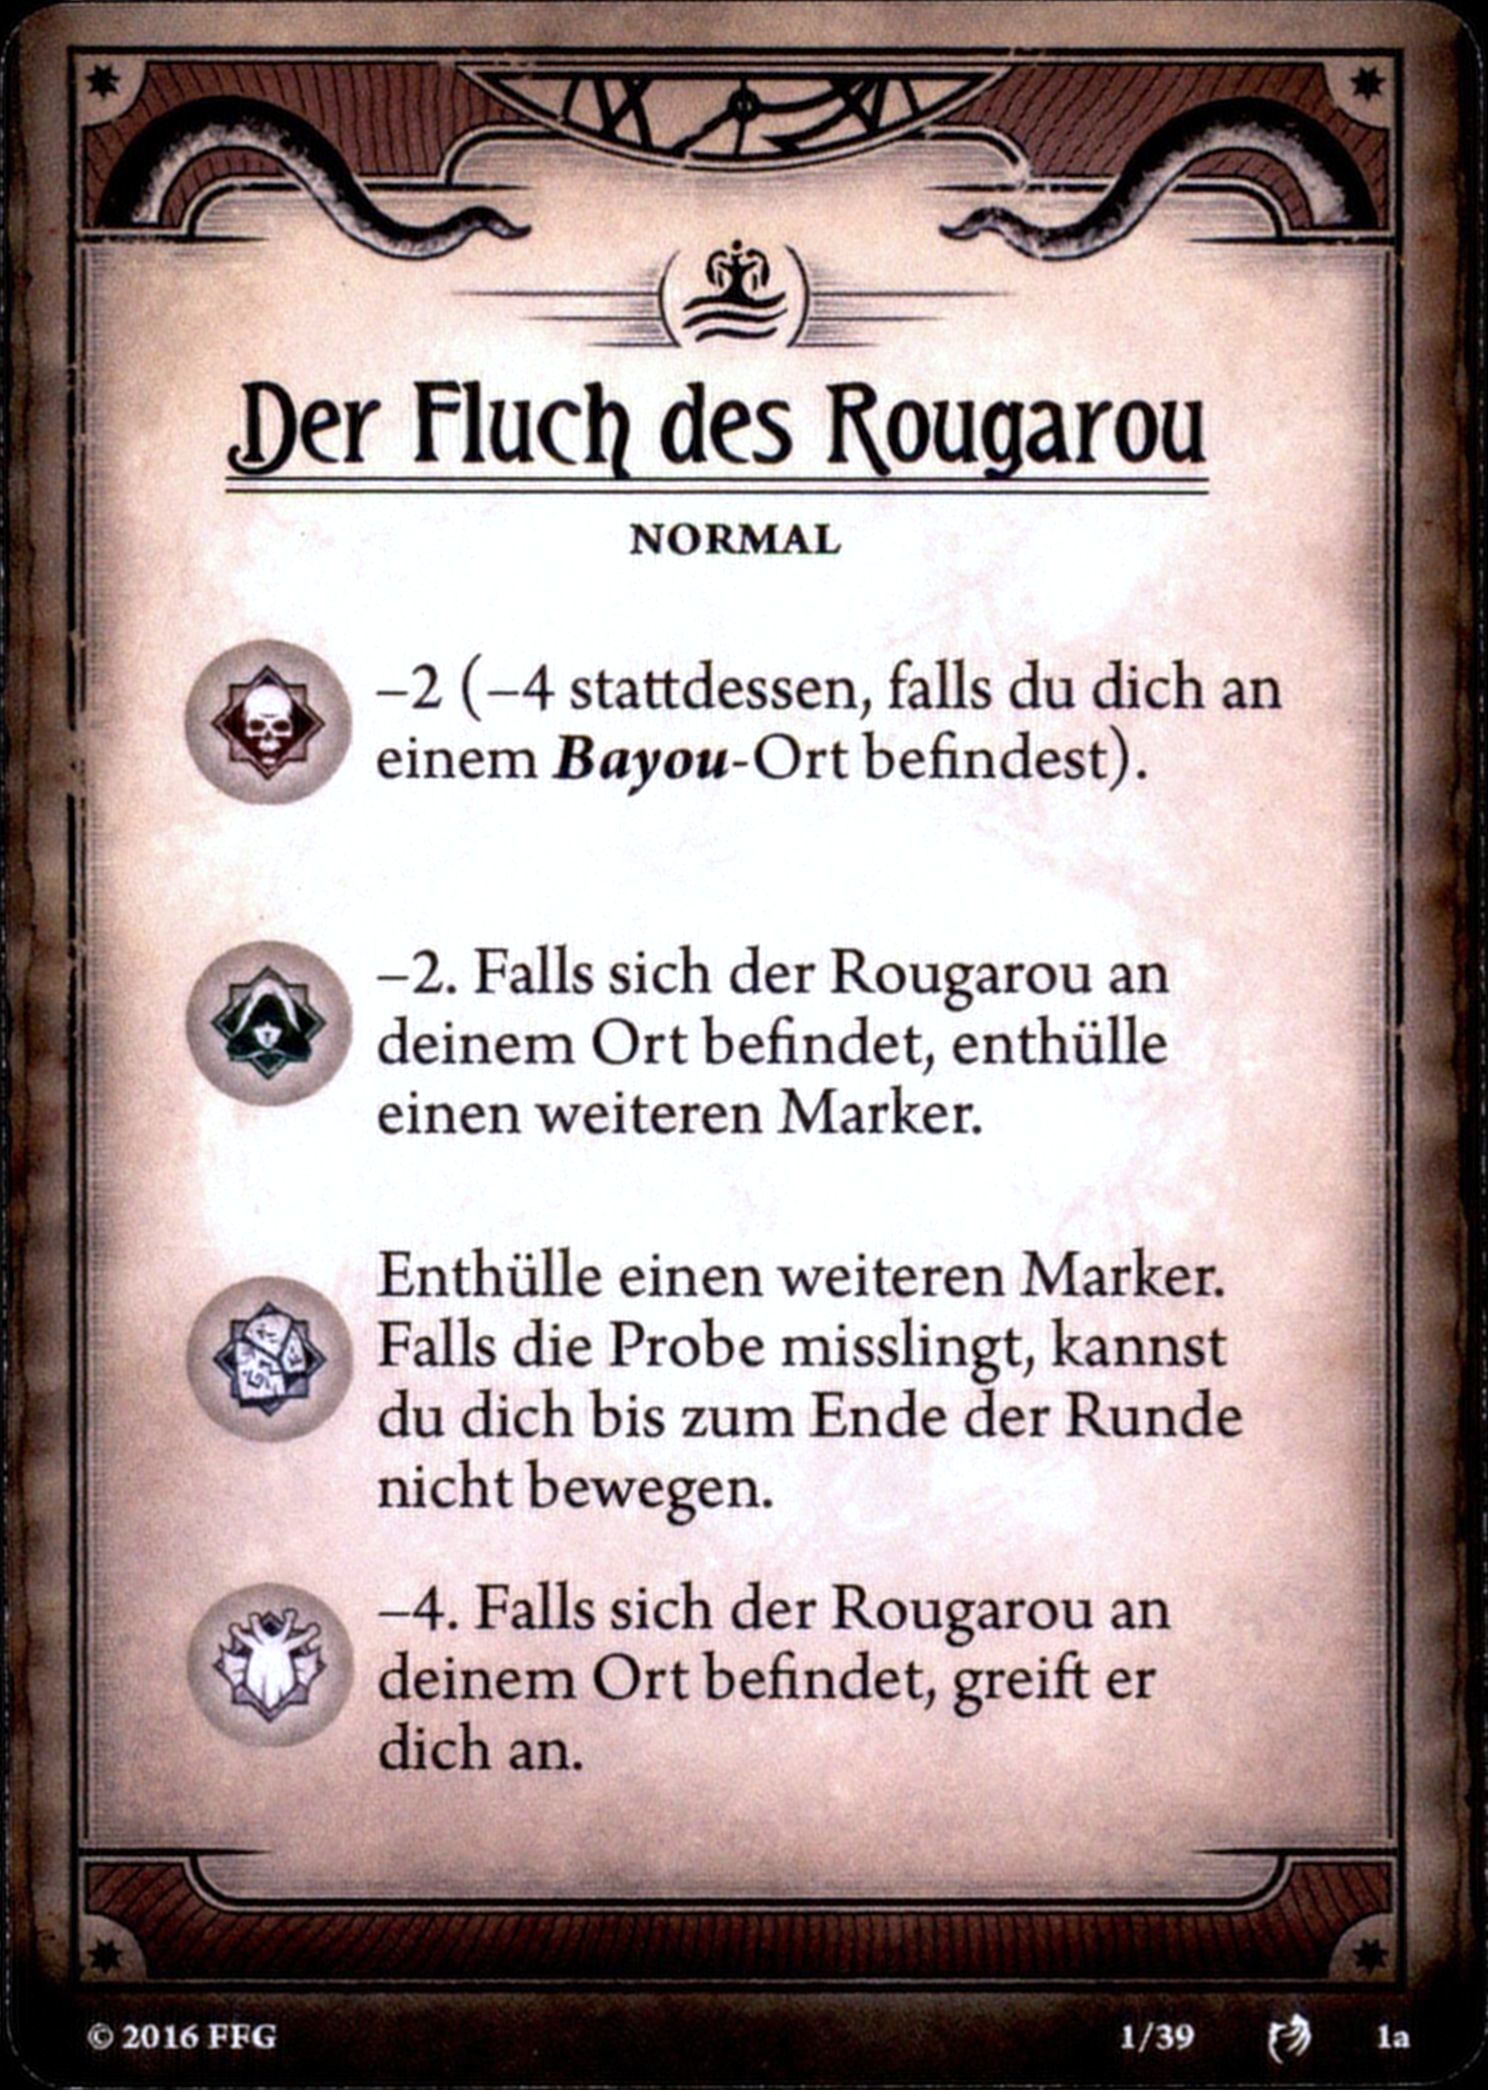 Der Fluch des Rougarou
NORMAL
–2 (–4 stattdessen, falls du dich an
einem Bayou-Ort befindest).
–2. Falls sich der Rougarou an
deinem Ort befindet, enthülle
einen weiteren Marker.
Enthülle einen weiteren Marker.
Falls die Probe misslingt, kannst
du dich bis zum Ende der Runde
nicht bewegen.
–4. Falls sich der Rougarou an
deinem Ort befindet, greift er
dich an.
© 2016 FFG 1/39 1a